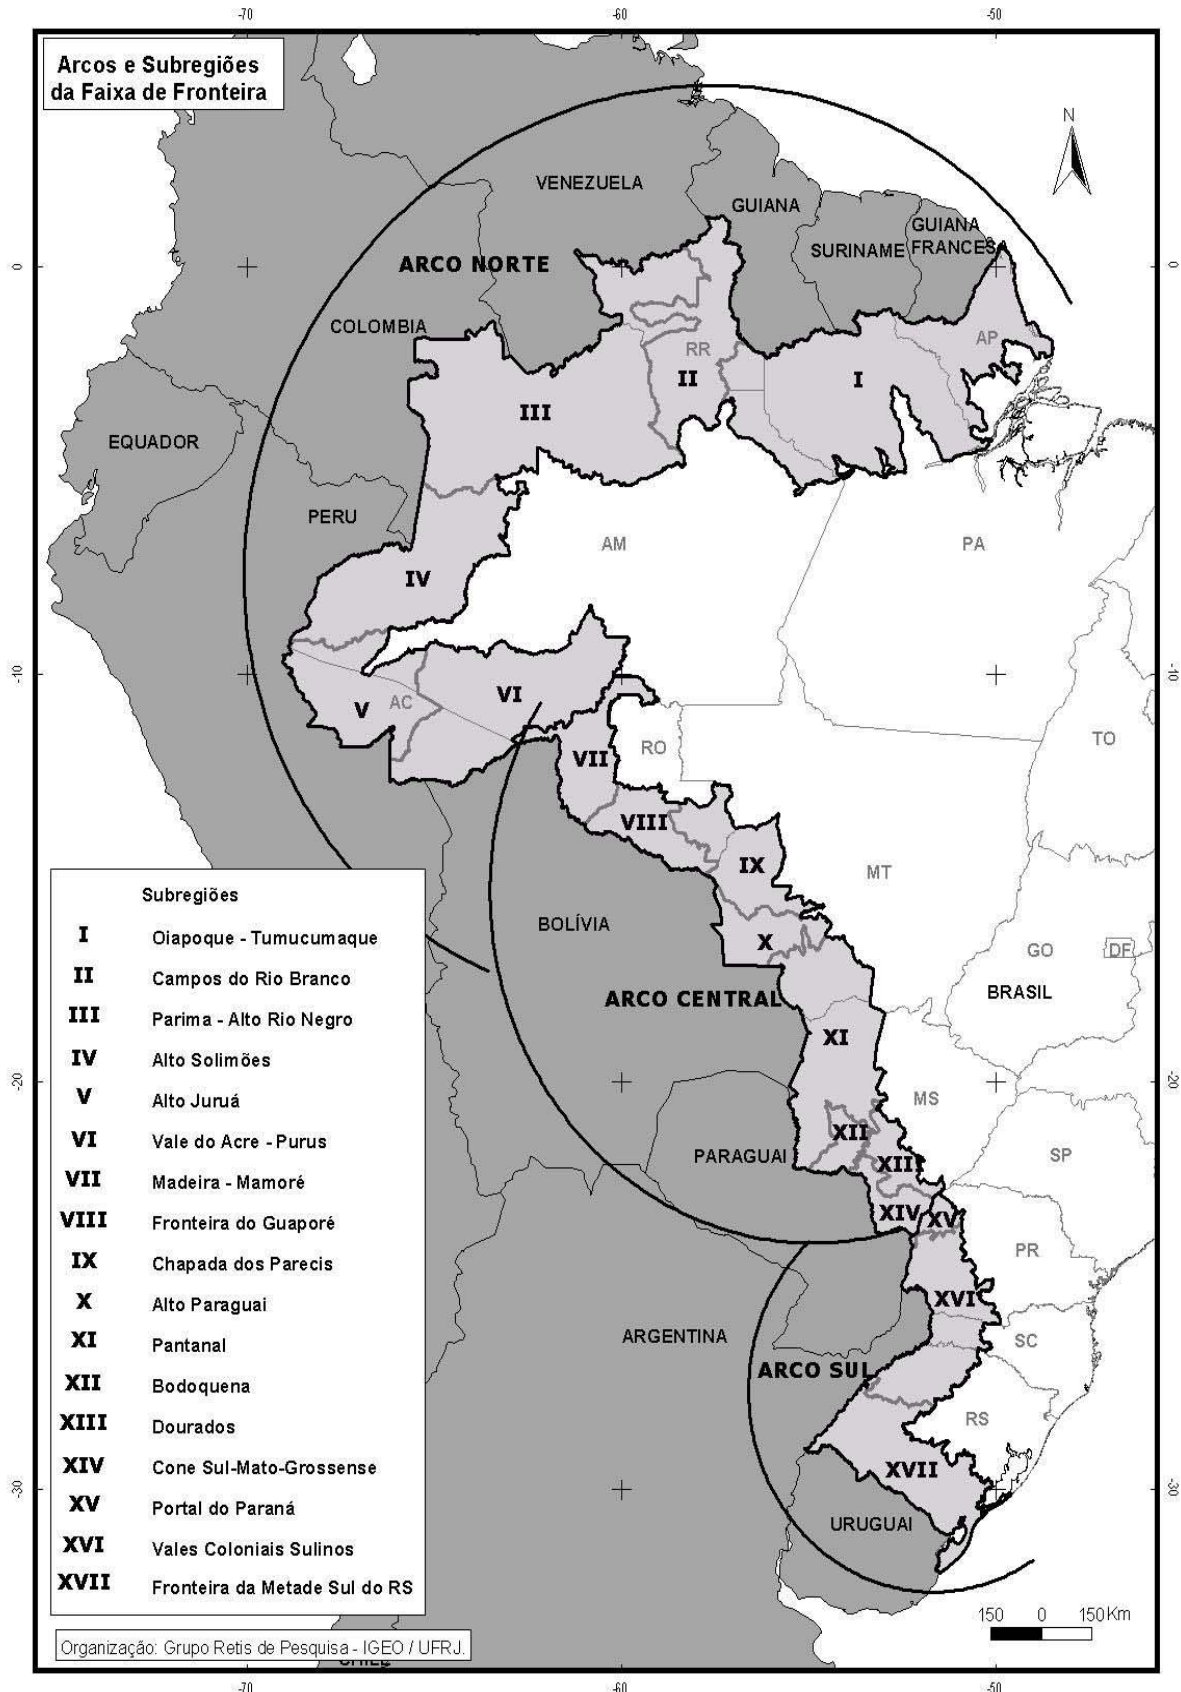 -70
-60
-50
Arcos e Subregiões
da Faixa de Fronteira
N
VENEZUELA
GUIANA
GUIANA
FRANCESA
SURINAME
0
ARCO NORTE
0
COLOMBIA
AP
RR
II
I
III
EQUADOR
PERU
AM
PA
IV
-10
-10
VI
AC
V
TO
RO
VII
VIII
IX
MT
Subregiões
BOLÍVIA
X
GO
DF
BRASIL
ARCO CENTRAL
XI
I Oiapoque - Tumucumaque
II Campos do Rio Branco
III Parima - Alto Rio Negro
IV Alto Solimões
V Alto Juruá
VI Vale do Acre - Purus
VII Madeira - Mamoré
VIII Fronteira do Guaporé
IX Chapada dos Parecis
X Alto Paraguai
XI Pantanal
XII Bodoquena
XIII Dourados
XIV Cone Sul-Mato-Grossense
XV Portal do Paraná
XVI Vales Coloniais Sulinos
XVII Fronteira da Metade Sul do RS
-20
-20
MS
XII
PARAGUAI
XIII
SP
XIV
XV
PR
XVI
ARGENTINA
SC
ARCO SUL
RS
XVII
-30
-30
URUGUAI
150 0 150 Km
Organização: Grupo Retis de Pesquisa - IGEO / UFRJ.
CHILE
-70
-60
-50